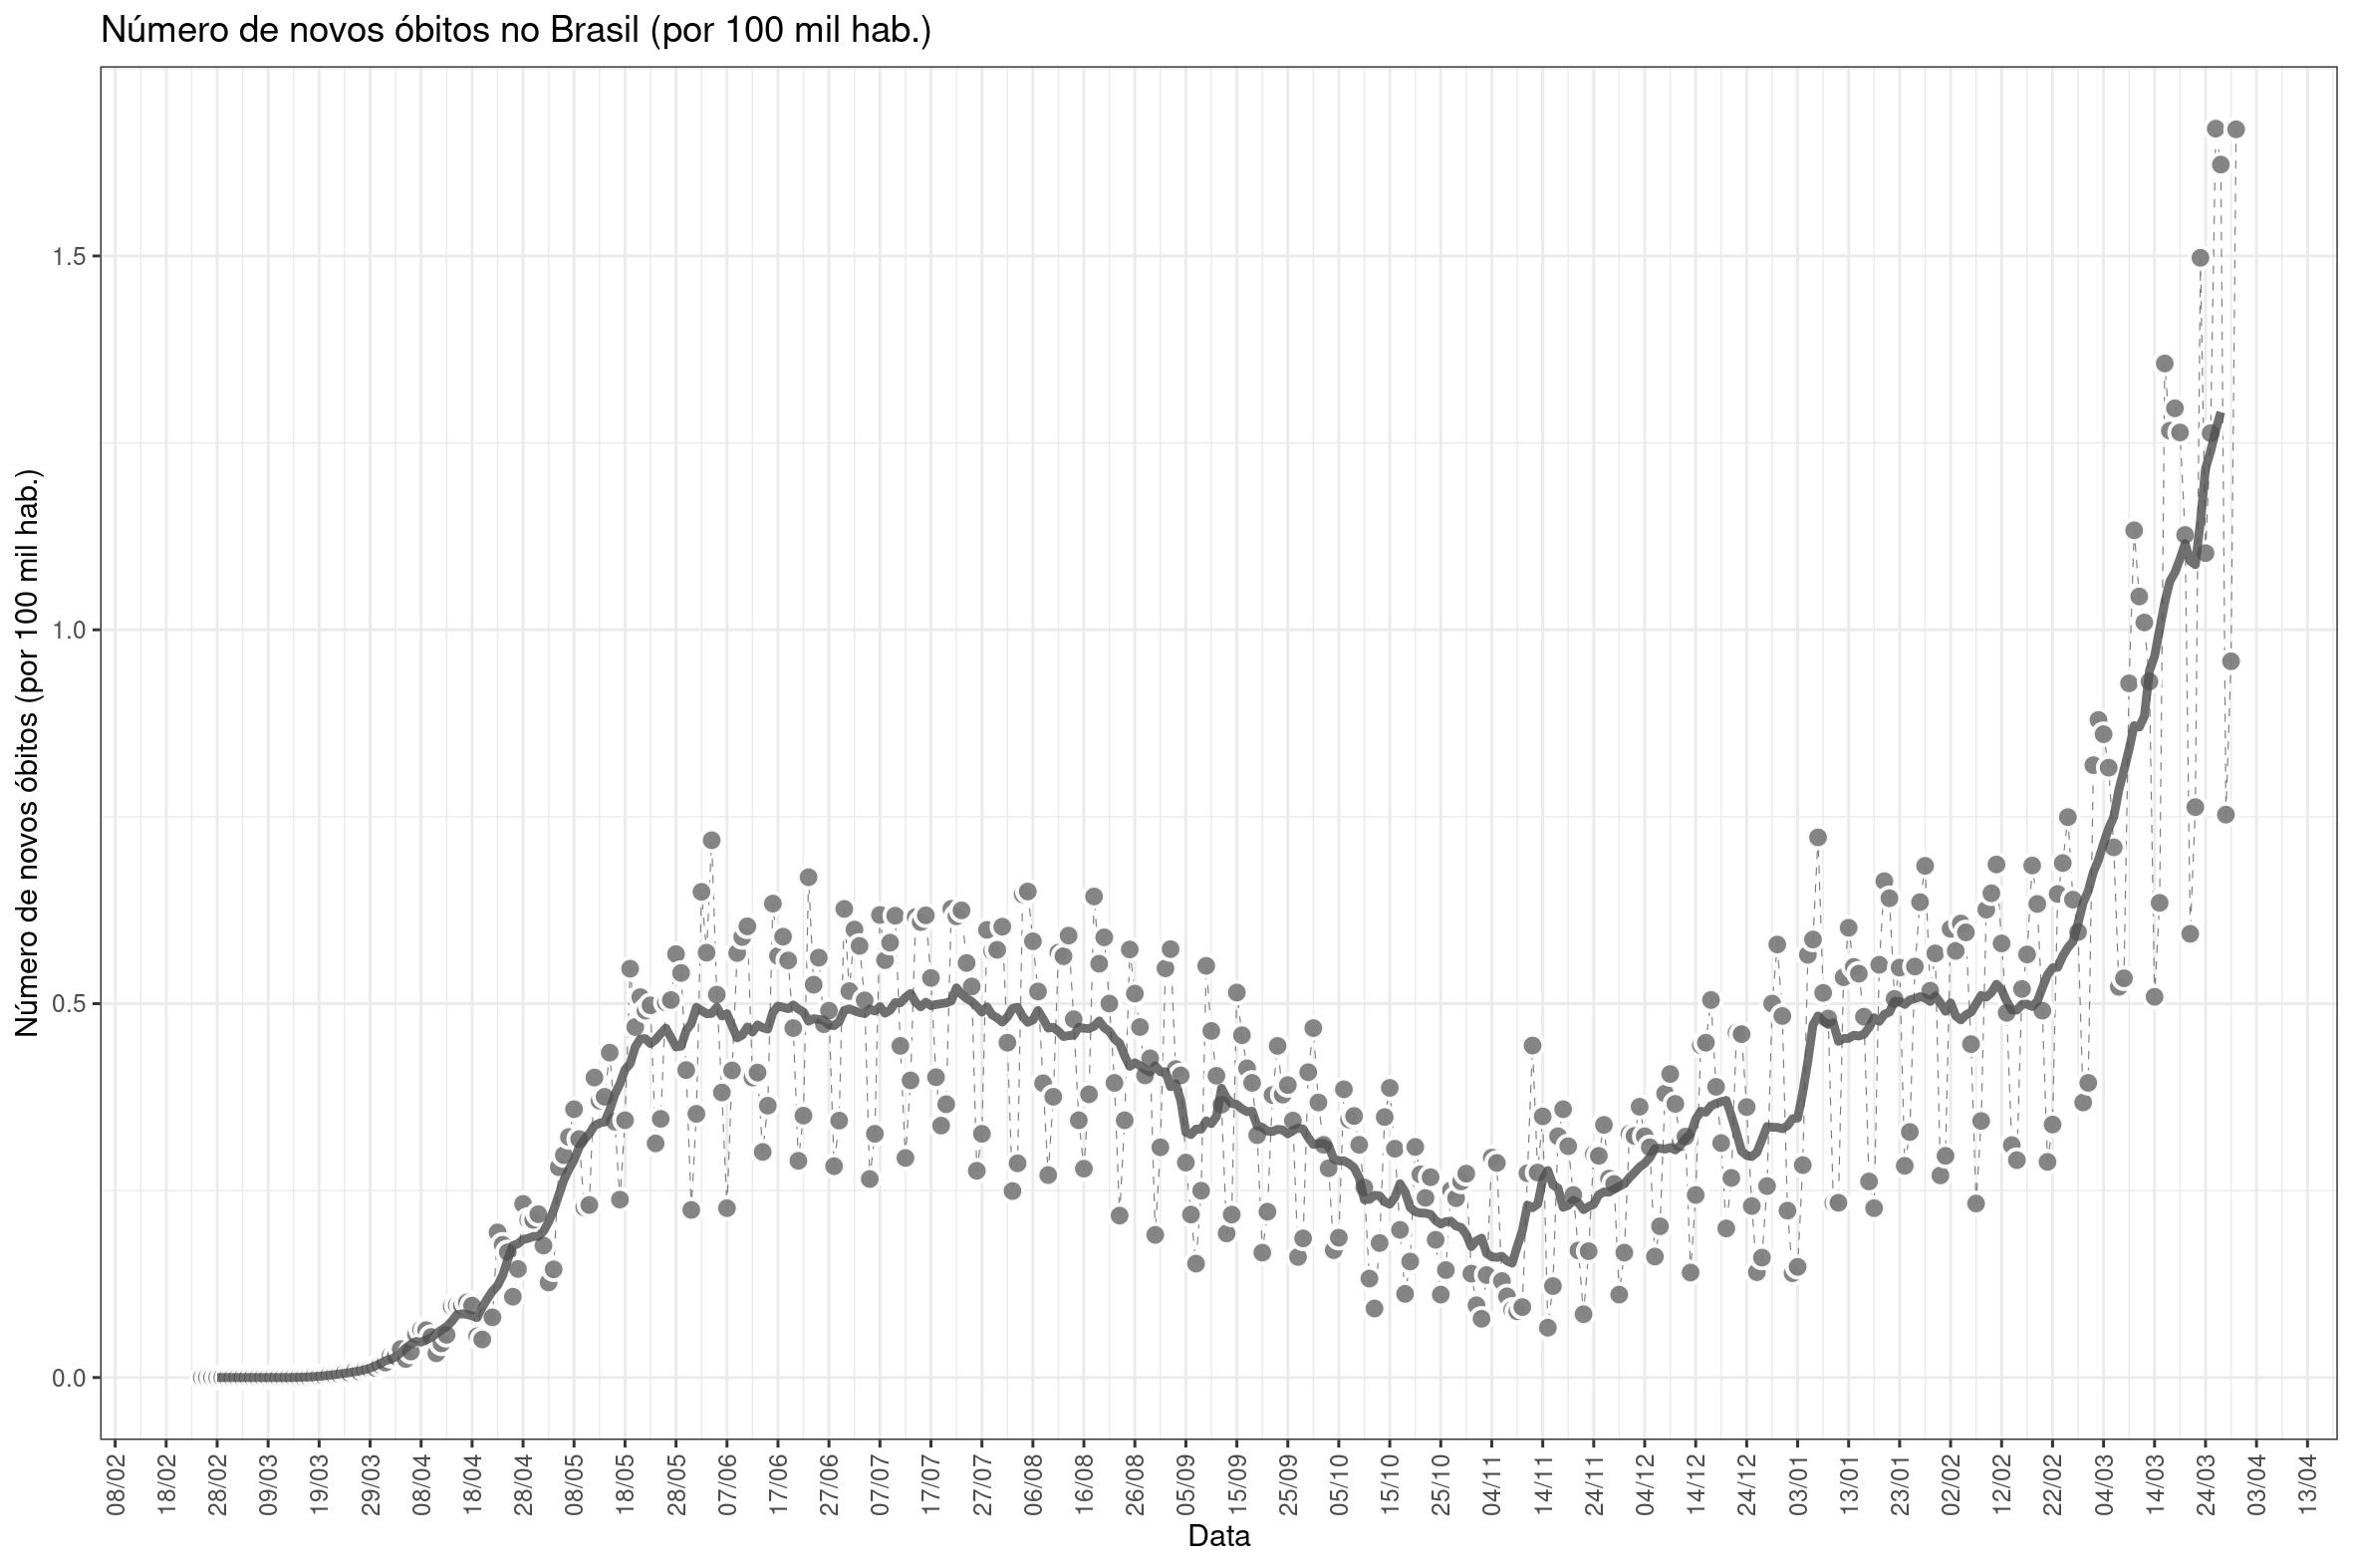 Número de novos óbitos no Brasil (por 100 mil hab.)
Número de novos óbitos (por 100 mil hab.)
1.5
1.0
0.5
0.0
08/02 18/02 28/02 09/03 19/03 29/03 08/04 18/04 28/04 08/05 18/05 28/05 07/06 17/06 27/06 07/07 17/07 27/07 06/08 16/08 26/08 05/09 15/09 25/09 05/10 15/10 25/10 04/11 14/11 24/11 04/12 14/12 24/12 03/01 13/01 23/01 02/02 12/02 22/02 04/03 14/03 24/03 03/04 13/04
Data